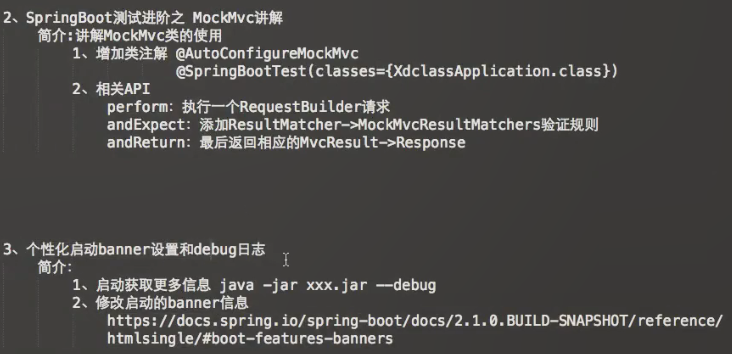 2、SpringBoot测试进阶之 MockMvc讲解
简介:讲解MockMvc类的使用
1、增加类注解 @AutoConfigureMockMvc
@SpringBootTest(classes={XdclassApplication.class})
2、相关API
perform：执行一个RequestBuilder请求
andExpect：添加ResultMatcher->MockMvcResultMatchers验证规则
andReturn：最后返回相应的MvcResult->Response
3、个性化启动banner设置和debug日志
简介：
1、启动获取更多信息 java -jar xxx.jar --debug
2、修改启动的banner信息
https://docs.spring.io/spring-boot/docs/2.1.0.BUILD-SNAPSHOT/reference/
htmlsingle/#boot-features-banners